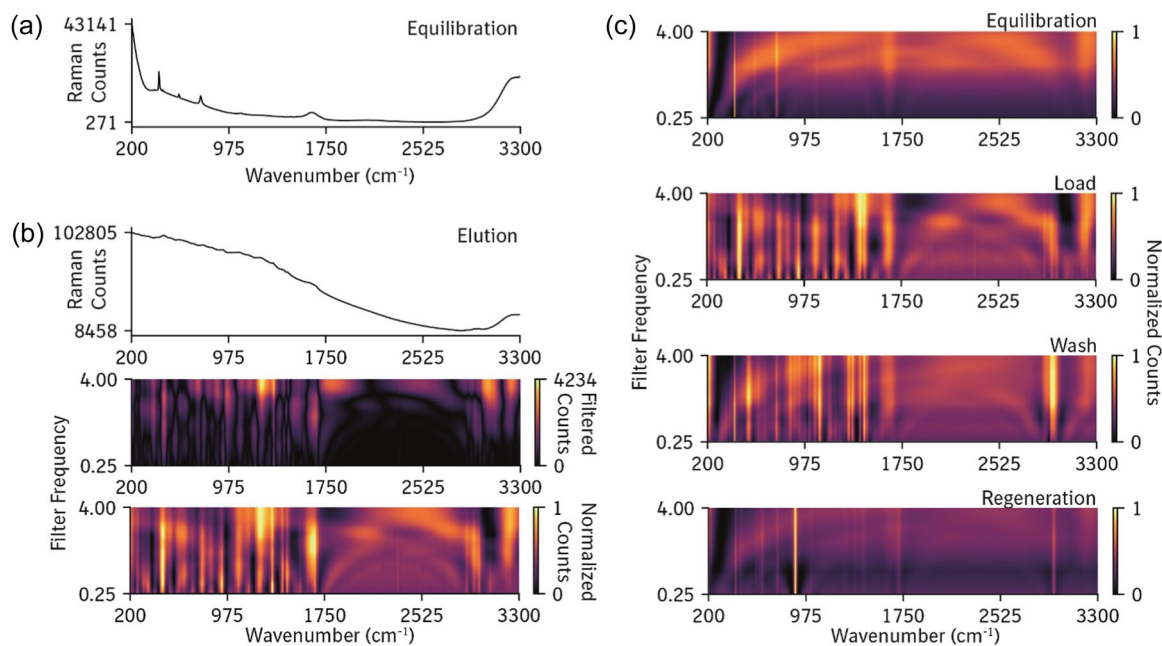 (a)
Equilibration
Raman Counts
43141
271
200 975 1750 2525 3300
Wavenumber (cm⁻¹)
(b)
Elution
Raman Counts
102805
8458
200 975 1750 2525 3300
Filter Frequency
4.00
0.25
4234
0
Filtered Counts
200 975 1750 2525 3300
4.00
0.25
1
0
Normalized Counts
200 975 1750 2525 3300
Wavenumber (cm⁻¹)
(c)
Equilibration
4.00
0.25
1
0
200 975 1750 2525 3300
Load
4.00
0.25
1
0
200 975 1750 2525 3300
Filter Frequency
Normalized Counts
Wash
4.00
0.25
1
0
200 975 1750 2525 3300
Regeneration
4.00
0.25
1
0
200 975 1750 2525 3300
Wavenumber (cm⁻¹)